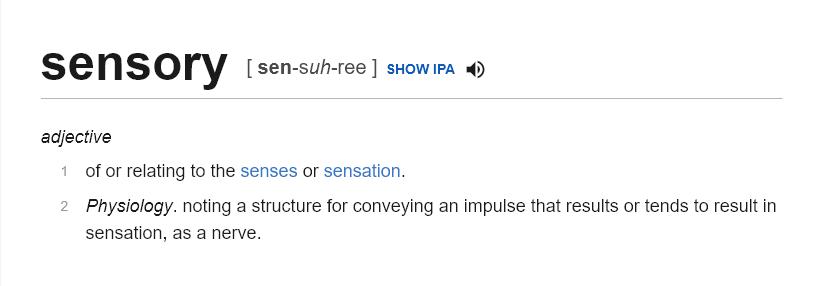 sensory [ sen-suh-ree ] SHOW IPA
adjective
1 of or relating to the senses or sensation.
2 Physiology. noting a structure for conveying an impulse that results or tends to result in
sensation, as a nerve.